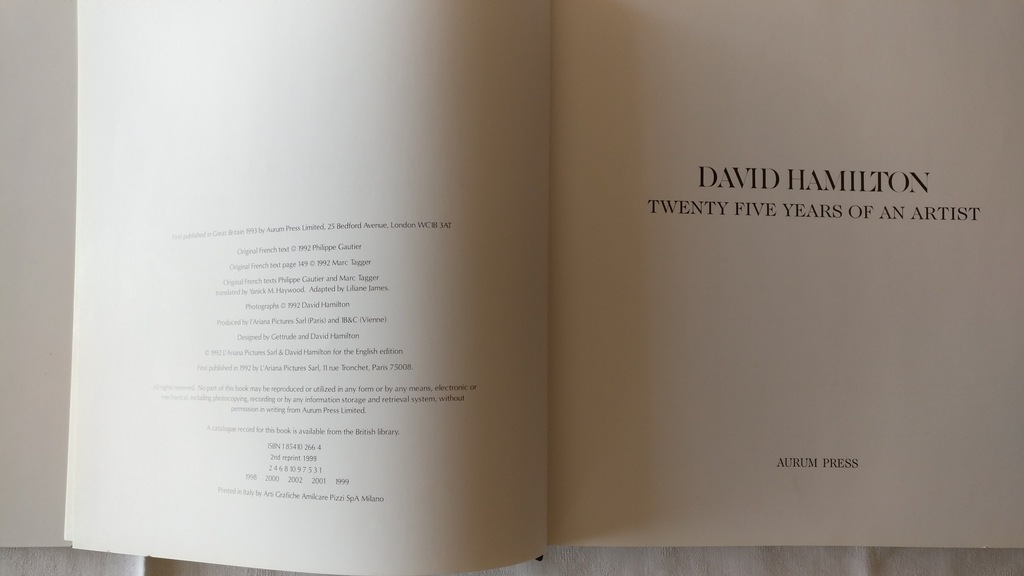 First published in Great Britain 1993 by Aurum Press Limited, 25 Bedford Avenue, London WC1B 3AT
Original French text © 1992 Philippe Gautier
Original French text page 149 © 1992 Marc Tagger
Original French texts Philippe Gautier and Marc Tagger
translated by Yanick M. Haywood. Adapted by Liliane James.
Photographs © 1992 David Hamilton
Produced by l'Ariana Pictures Sarl (Paris) and IB&C (Vienne)
Designed by Gertrude and David Hamilton
© 1992 L'Ariana Pictures Sarl & David Hamilton for the English edition
First published in 1992 by L'Ariana Pictures Sarl, 11 rue Tronchet, Paris 75008.
All rights reserved. No part of this book may be reproduced or utilized in any form or by any means, electronic or
mechanical, including photocopying, recording or by any information storage and retrieval system, without
permission in writing from Aurum Press Limited.
A catalogue record for this book is available from the British library.
ISBN 1 85410 266 4
2nd reprint 1998
2 4 6 8 10 9 7 5 3 1
1998 2000 2002 2001 1999
Printed in Italy by Arti Grafiche Amilcare Pizzi SpA Milano
DAVID HAMILTON
TWENTY FIVE YEARS OF AN ARTIST
AURUM PRESS